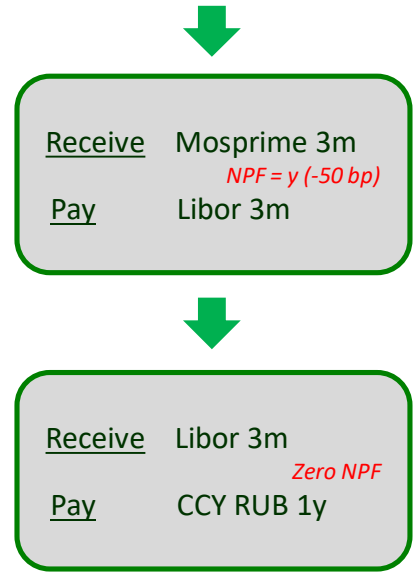 Receive Mosprime 3m
NPF = y (-50 bp)
Pay Libor 3m
Receive Libor 3m
Zero NPF
Pay CCY RUB 1y